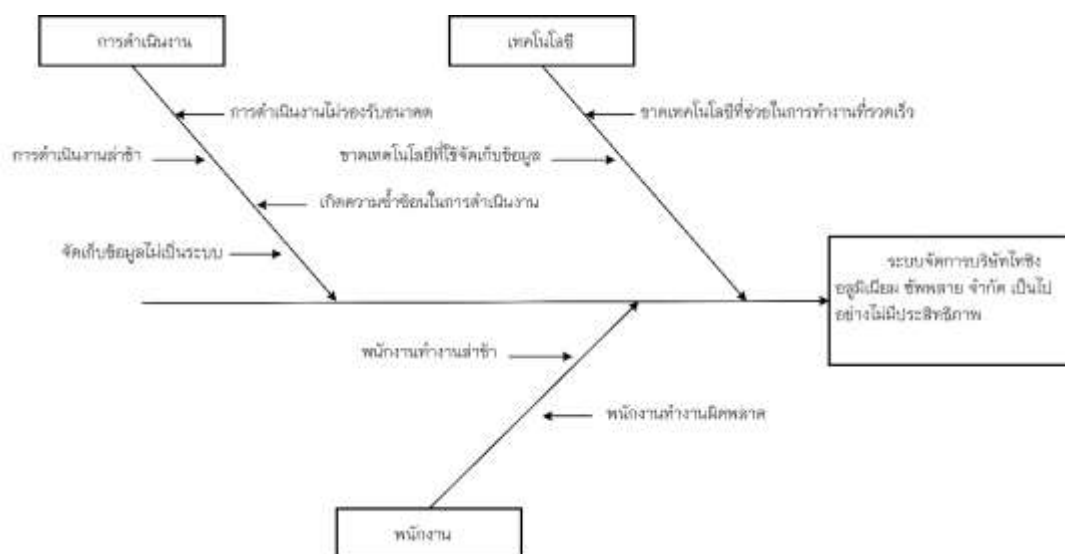 การดำเนินงาน
เทคโนโลยี
การดำเนินงานไม่รองรับอนาคต
ขาดเทคโนโลยีที่ช่วยในการทำงานที่รวดเร็ว
การดำเนินงานล่าช้า
ขาดเทคโนโลยีที่ใช้จัดเก็บข้อมูล
เกิดความซ้ำซ้อนในการดำเนินงาน
จัดเก็บข้อมูลไม่เป็นระบบ
ระบบจัดการบริษัทไทชิง
อลูมิเนียม ซัพพลาย จำกัด เป็นไป
อย่างไม่มีประสิทธิภาพ
พนักงานทำงานล่าช้า
พนักงานทำงานผิดพลาด
พนักงาน